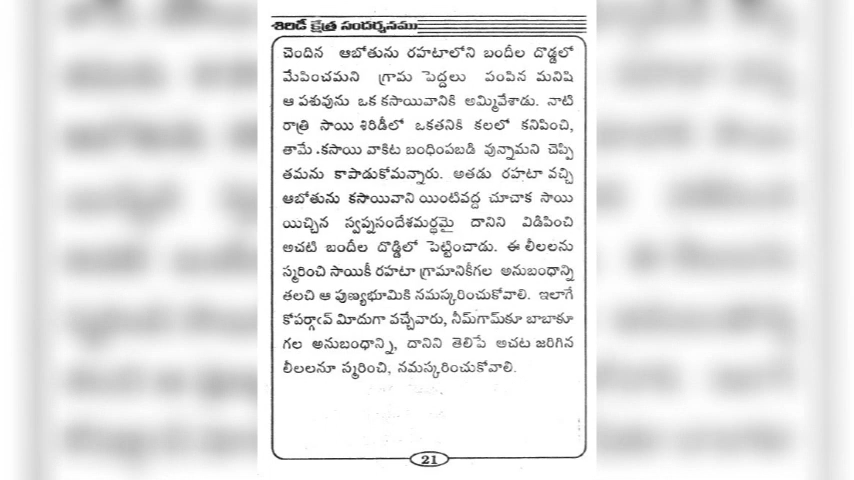 శిరిడీ క్షేత్ర సందర్శనము
చెందిన ఆబోతును రహటాలోని బందీల దొడ్డలో
మేపించమని గ్రామ పెద్దలు పంపిన మనిషి
ఆ పశువును ఒక కసాయివానికి అమ్మివేశాడు. నాటి
రాత్రి సాయి శిరిడీలో ఒకతనికి కలలో కనిపించి,
తామే .కసాయి వాకిట బంధింపబడి వున్నామని చెప్పి
తమను కాపాడుకోమన్నారు. అతడు రహటా వచ్చి
ఆబోతును కసాయివాని యింటివద్ద చూచాక సాయి
యిచ్చిన స్వప్నసందేశమర్థమై దానిని విడిపించి
అచటి బందీల దొడ్డిలో పెట్టించాడు. ఈ లీలలను
స్మరించి సాయికీ రహటా గ్రామానికీగల అనుబంధాన్ని
తలచి ఆ పుణ్యభూమికి నమస్కరించుకోవాలి. ఇలాగే
కోపర్గాఁవ్ మీదుగా వచ్చేవారు, నీమ్‌గామ్‌కూ బాబాకూ
గల అనుబంధాన్ని, దానిని తెలిపే అచట జరిగిన
లీలలనూ స్మరించి, నమస్కరించుకోవాలి.
21